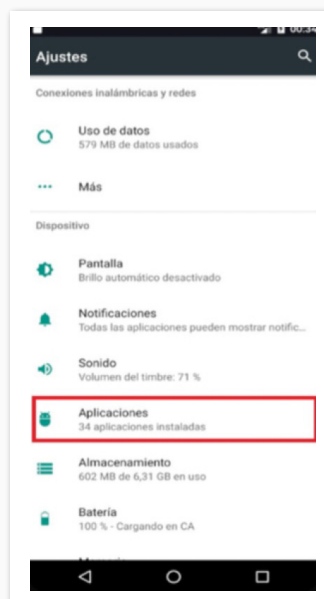 00:34
Ajustes
Conexiones inalámbricas y redes
Uso de datos
579 MB de datos usados
Más
Dispositivo
Pantalla
Brillo automático desactivado
Notificaciones
Todas las aplicaciones pueden mostrar notific...
Sonido
Volumen del timbre: 71 %
Aplicaciones
34 aplicaciones instaladas
Almacenamiento
602 MB de 6,31 GB en uso
Batería
100 % - Cargando en CA